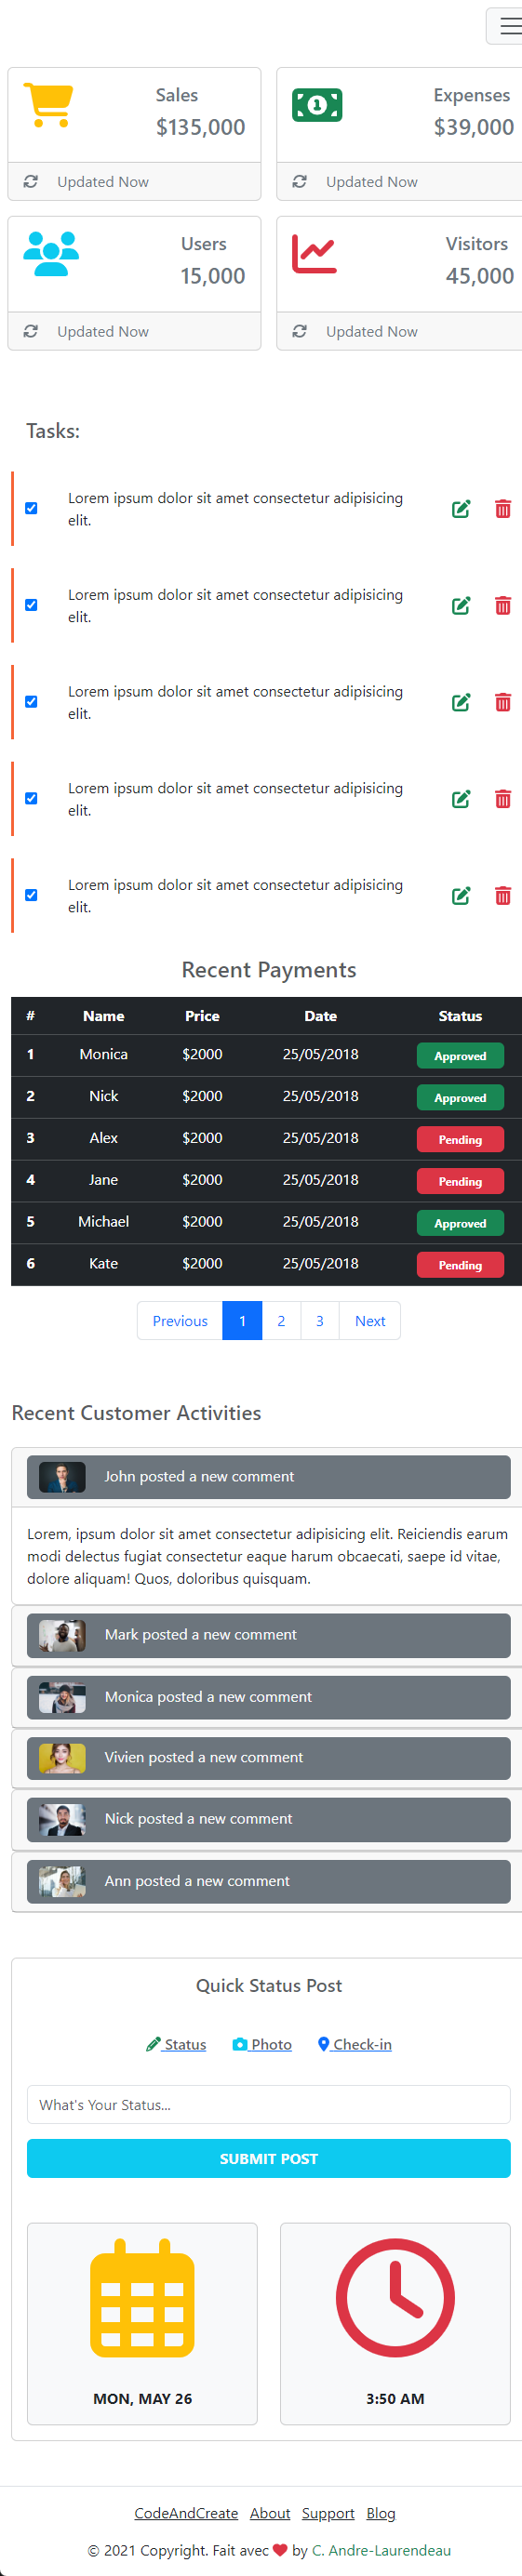 Sales
$135,000
Updated Now
Expenses
$39,000
Updated Now
Users
15,000
Updated Now
Visitors
45,000
Updated Now
Tasks:
Lorem ipsum dolor sit amet consectetur adipisicing
elit.
Lorem ipsum dolor sit amet consectetur adipisicing
elit.
Lorem ipsum dolor sit amet consectetur adipisicing
elit.
Lorem ipsum dolor sit amet consectetur adipisicing
elit.
Lorem ipsum dolor sit amet consectetur adipisicing
elit.
Recent Payments
# Name Price Date Status
1 Monica $2000 25/05/2018 Approved
2 Nick $2000 25/05/2018 Approved
3 Alex $2000 25/05/2018 Pending
4 Jane $2000 25/05/2018 Pending
5 Michael $2000 25/05/2018 Approved
6 Kate $2000 25/05/2018 Pending
Previous 1 2 3 Next
Recent Customer Activities
John posted a new comment
Lorem, ipsum dolor sit amet consectetur adipisicing elit. Reiciendis earum
modi delectus fugiat consectetur eaque harum obcaecati, saepe id vitae,
dolore aliquam! Quos, doloribus quisquam.
Mark posted a new comment
Monica posted a new comment
Vivien posted a new comment
Nick posted a new comment
Ann posted a new comment
Quick Status Post
Status Photo Check-in
What's Your Status...
SUBMIT POST
MON, MAY 26
3:50 AM
CodeAndCreate About Support Blog
© 2021 Copyright. Fait avec ❤ by C. Andre-Laurendeau